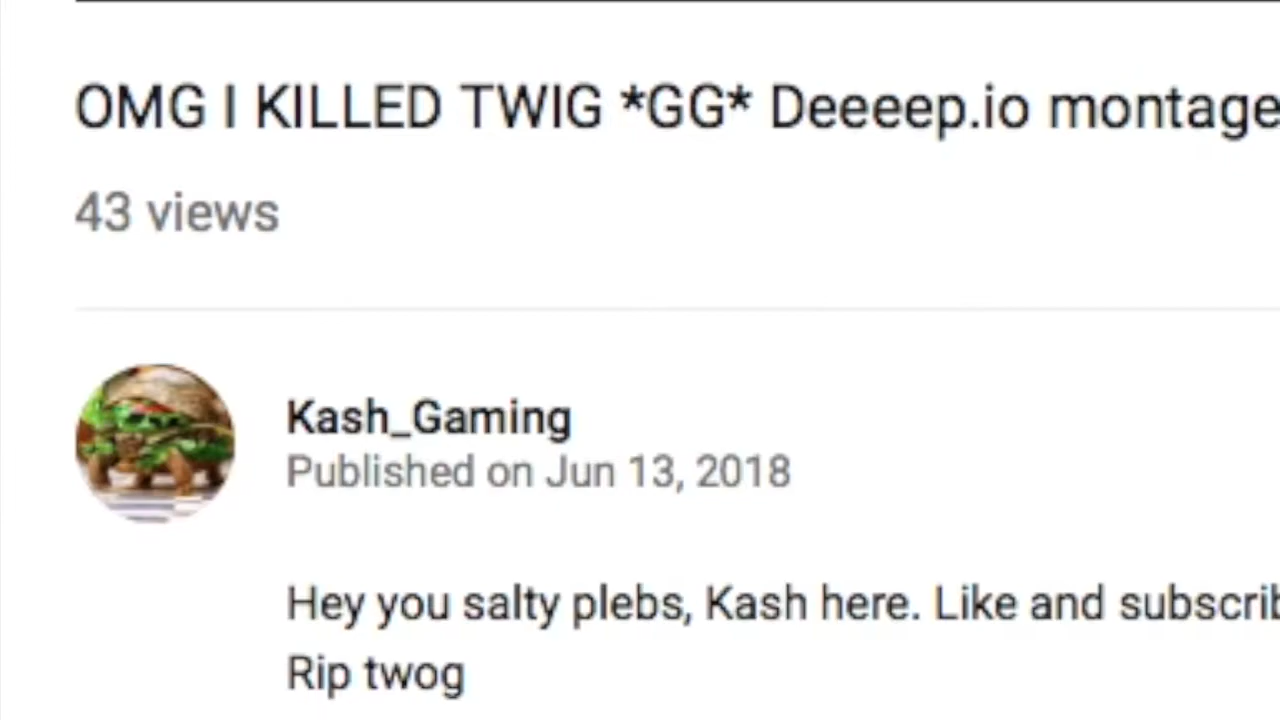 OMG I KILLED TWIG *GG* Deeeep.io montage
43 views
Kash_Gaming
Published on Jun 13, 2018
Hey you salty plebs, Kash here. Like and subscrib
Rip twog